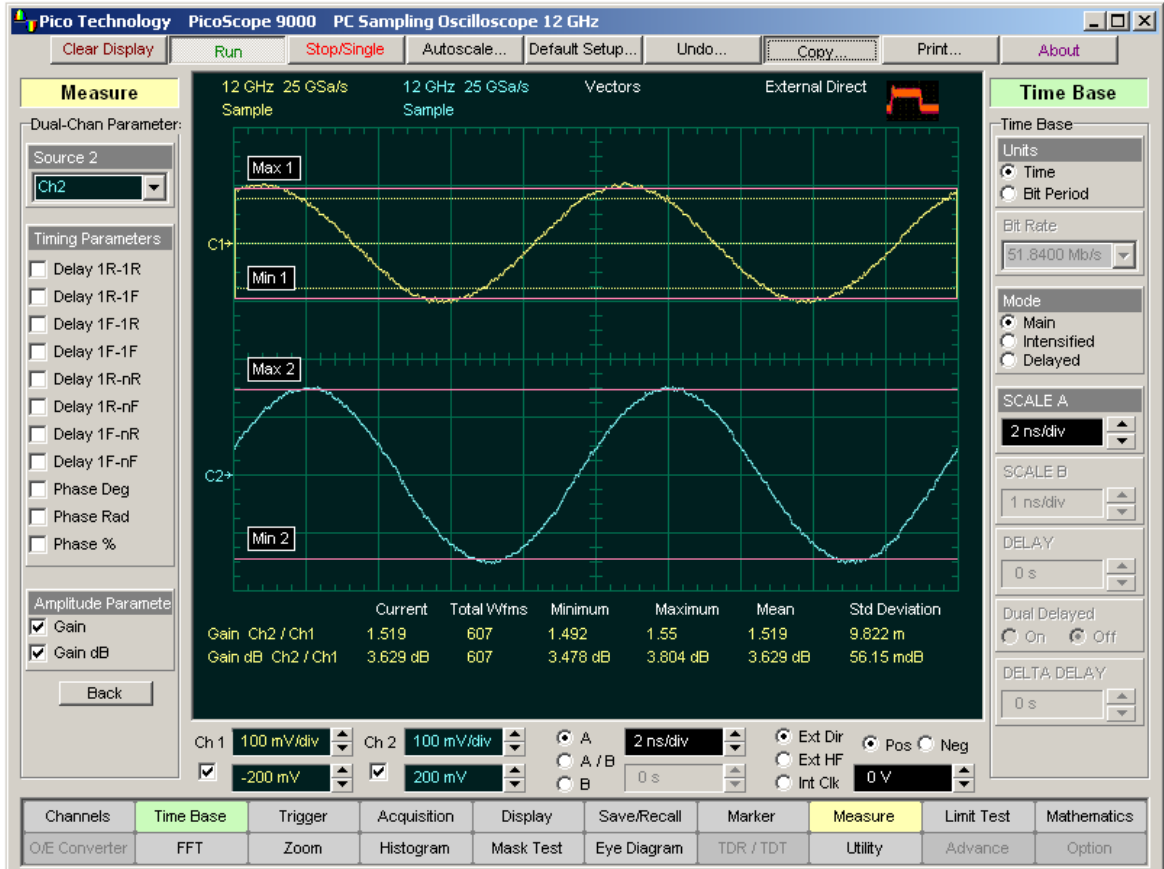 Pico Technology PicoScope 9000 PC Sampling Oscilloscope 12 GHz
Clear Display Run Stop/Single Autoscale... Default Setup... Undo... Copy... Print... About
Measure
Dual-Chan Parameter:
Source 2
Ch2
Timing Parameters
Delay 1R-1R
Delay 1R-1F
Delay 1F-1R
Delay 1F-1F
Delay 1R-nR
Delay 1R-nF
Delay 1F-nR
Delay 1F-nF
Phase Deg
Phase Rad
Phase %
Amplitude Paramete
Gain
Gain dB
Back
12 GHz 25 GSa/s 12 GHz 25 GSa/s Vectors External Direct
Sample Sample
Max 1
C1
Min 1
Max 2
C2
Min 2
Current Total Wfms Minimum Maximum Mean Std Deviation
Gain Ch2 / Ch1 1.519 607 1.492 1.55 1.519 9.822 m
Gain dB Ch2 / Ch1 3.629 dB 607 3.478 dB 3.804 dB 3.629 dB 56.15 mdB
Time Base
Time Base
Units
Time
Bit Period
Bit Rate
51.8400 Mb/s
Mode
Main
Intensified
Delayed
SCALE A
2 ns/div
SCALE B
1 ns/div
DELAY
0 s
Dual Delayed
On Off
DELTA DELAY
0 s
Ch 1 100 mV/div Ch 2 100 mV/div A 2 ns/div Ext Dir Pos Neg
A / B Ext HF
-200 mV 200 mV B 0 s Int Clk 0 V
Channels Time Base Trigger Acquisition Display Save/Recall Marker Measure Limit Test Mathematics
O/E Converter FFT Zoom Histogram Mask Test Eye Diagram TDR / TDT Utility Advance Option